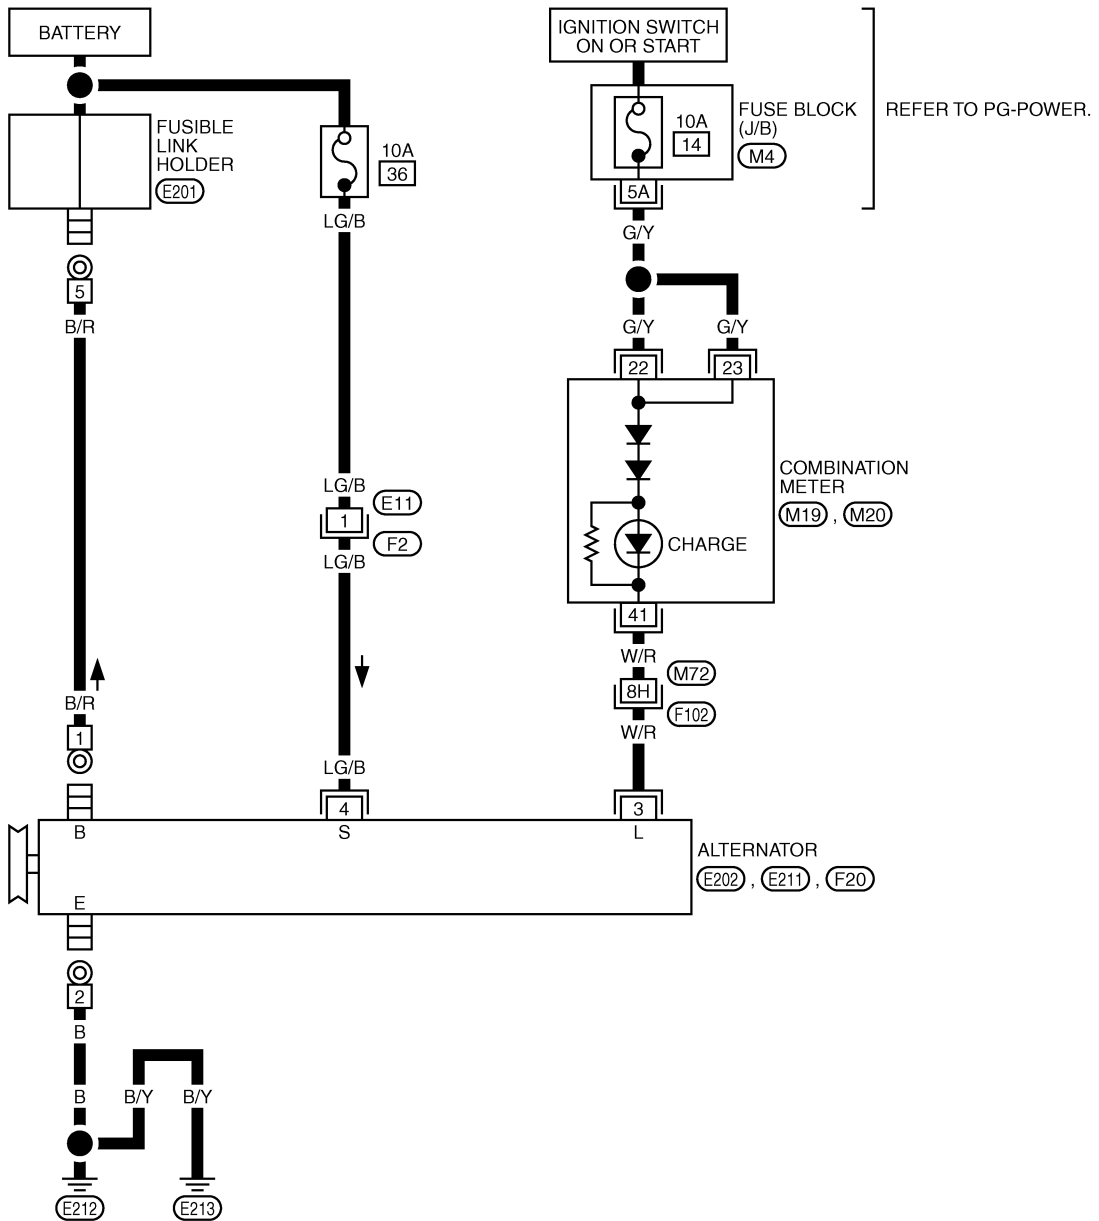 BATTERY
IGNITION SWITCH
ON OR START
FUSIBLE
LINK
HOLDER
E201
10A
36
10A
14
FUSE BLOCK
(J/B)
M4
REFER TO PG-POWER.
5A
LG/B
G/Y
5
B/R
G/Y
G/Y
22
23
COMBINATION
METER
M19 , M20
CHARGE
LG/B
E11
1
F2
LG/B
41
W/R
M72
8H
F102
W/R
B/R
1
LG/B
4
3
B
S
L
ALTERNATOR
E202 , E211 , F20
E
2
B
B
B/Y
B/Y
E212
E213